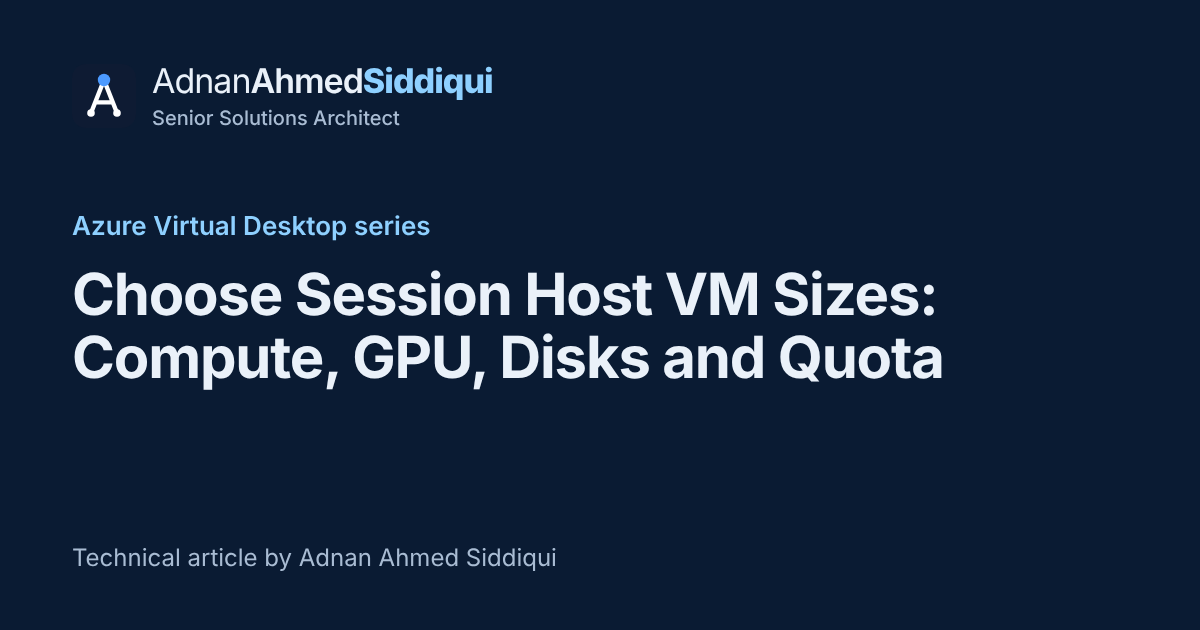 AdnanAhmedSiddiqui
Senior Solutions Architect
Azure Virtual Desktop series
Choose Session Host VM Sizes:
Compute, GPU, Disks and Quota
Technical article by Adnan Ahmed Siddiqui